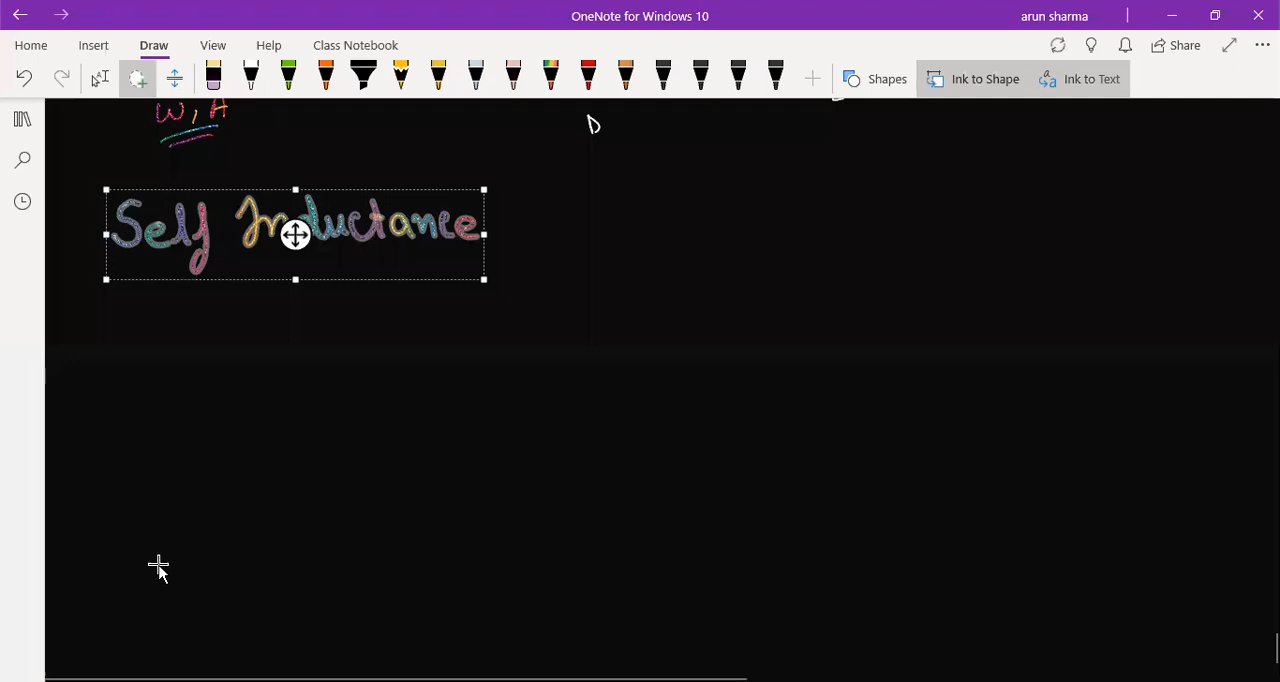 OneNote for Windows 10
arun sharma
Home Insert Draw View Help Class Notebook
Share
Shapes Ink to Shape Ink to Text
W, A
D
Self Inductance